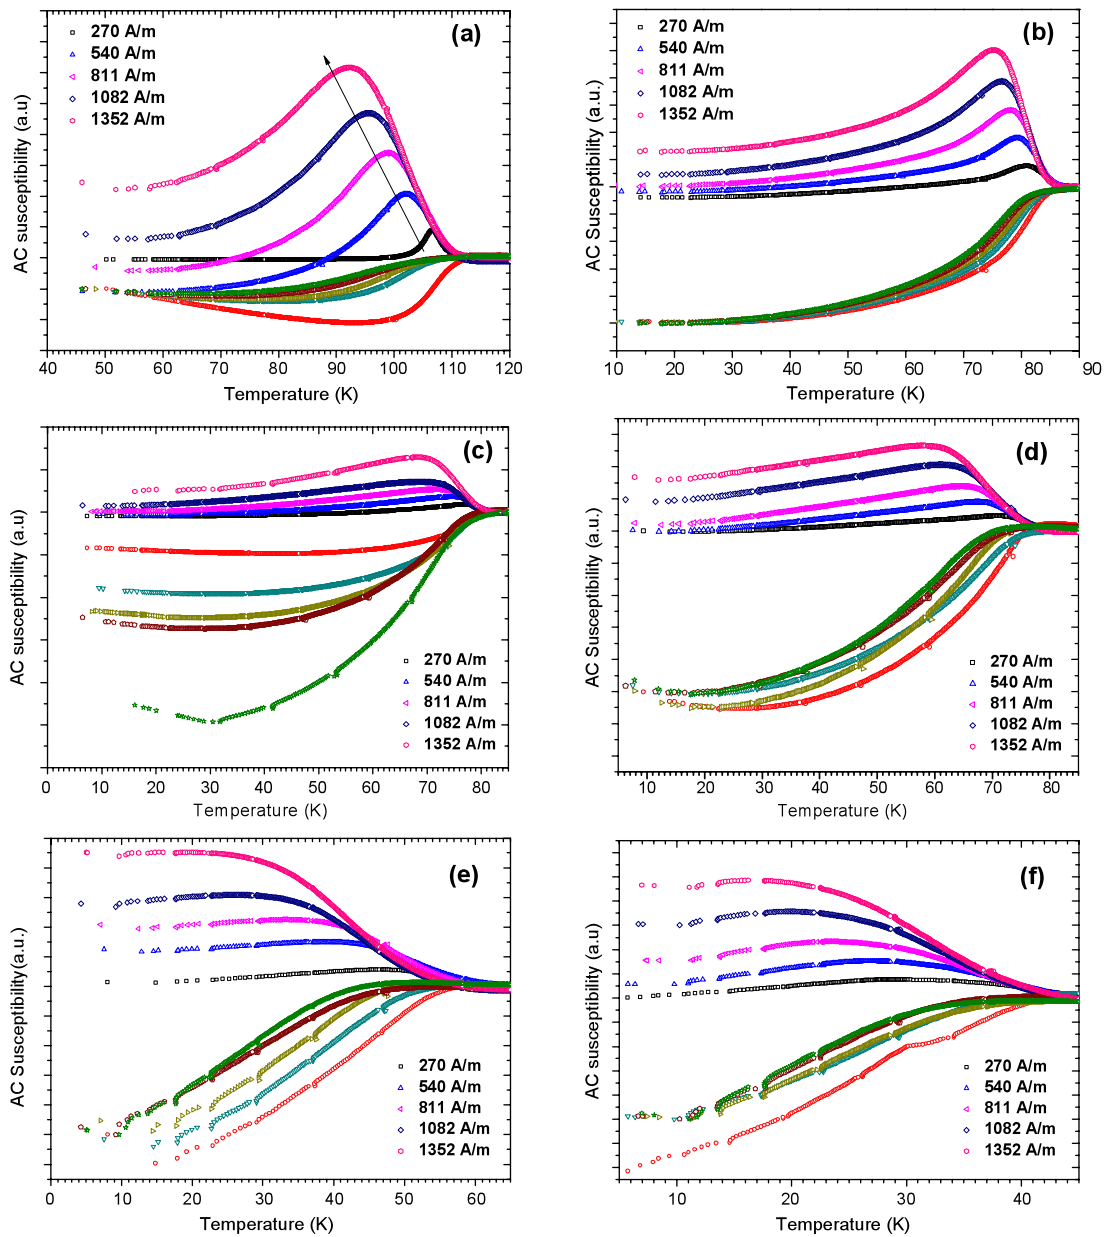 (a)
270 A/m
540 A/m
811 A/m
1082 A/m
1352 A/m
AC susceptibility (a.u)
40 50 60 70 80 90 100 110 120
Temperature (K)
(b)
270 A/m
540 A/m
811 A/m
1082 A/m
1352 A/m
AC susceptibility (a.u.)
10 20 30 40 50 60 70 80 90
Temperature (K)
(c)
AC susceptibility (a.u.)
270 A/m
540 A/m
811 A/m
1082 A/m
1352 A/m
0 10 20 30 40 50 60 70 80
Temperature (K)
(d)
AC Susceptibility (a.u.)
270 A/m
540 A/m
811 A/m
1082 A/m
1352 A/m
10 20 30 40 50 60 70 80
Temperature (K)
(e)
AC Susceptibility(a.u.)
270 A/m
540 A/m
811 A/m
1082 A/m
1352 A/m
0 10 20 30 40 50 60
Temperature (K)
(f)
AC susceptibility (a.u)
270 A/m
540 A/m
811 A/m
1082 A/m
1352 A/m
10 20 30 40
Temperature (K)